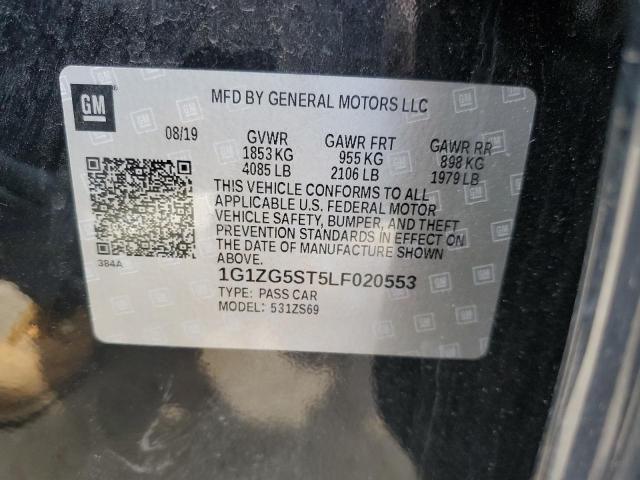 GM
MFD BY GENERAL MOTORS LLC
08/19
GVWR GAWR FRT GAWR RR
1853 KG 955 KG 898 KG
4085 LB 2106 LB 1979 LB
THIS VEHICLE CONFORMS TO ALL
APPLICABLE U.S. FEDERAL MOTOR
VEHICLE SAFETY, BUMPER, AND THEFT
PREVENTION STANDARDS IN EFFECT ON
THE DATE OF MANUFACTURE SHOWN
ABOVE.
384A
1G1ZG5ST5LF020553
TYPE: PASS CAR
MODEL: 531ZS69